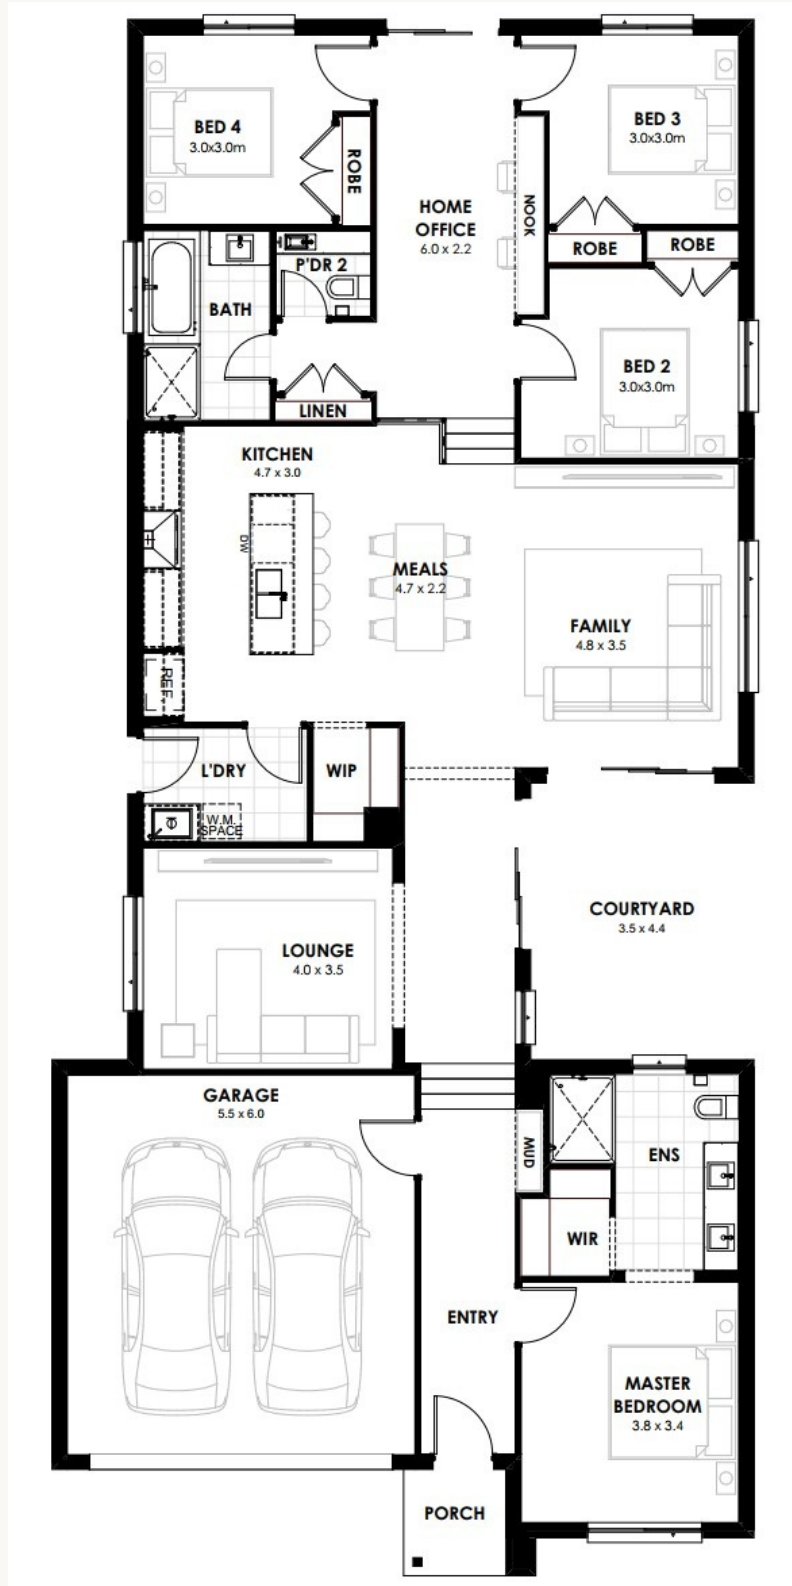 BED 4
3.0x3.0m
ROBE
BED 3
3.0x3.0m
HOME
OFFICE
6.0 x 2.2
NOOK
ROBE
ROBE
P'DR 2
BATH
BED 2
3.0x3.0m
LINEN
KITCHEN
4.7 x 3.0
DW
MEALS
4.7 x 2.2
FAMILY
4.8 x 3.5
REF
L'DRY
WIP
W.M.
SPACE
COURTYARD
3.5 x 4.4
LOUNGE
4.0 x 3.5
GARAGE
5.5 x 6.0
MUD
ENS
WIR
ENTRY
MASTER
BEDROOM
3.8 x 3.4
PORCH